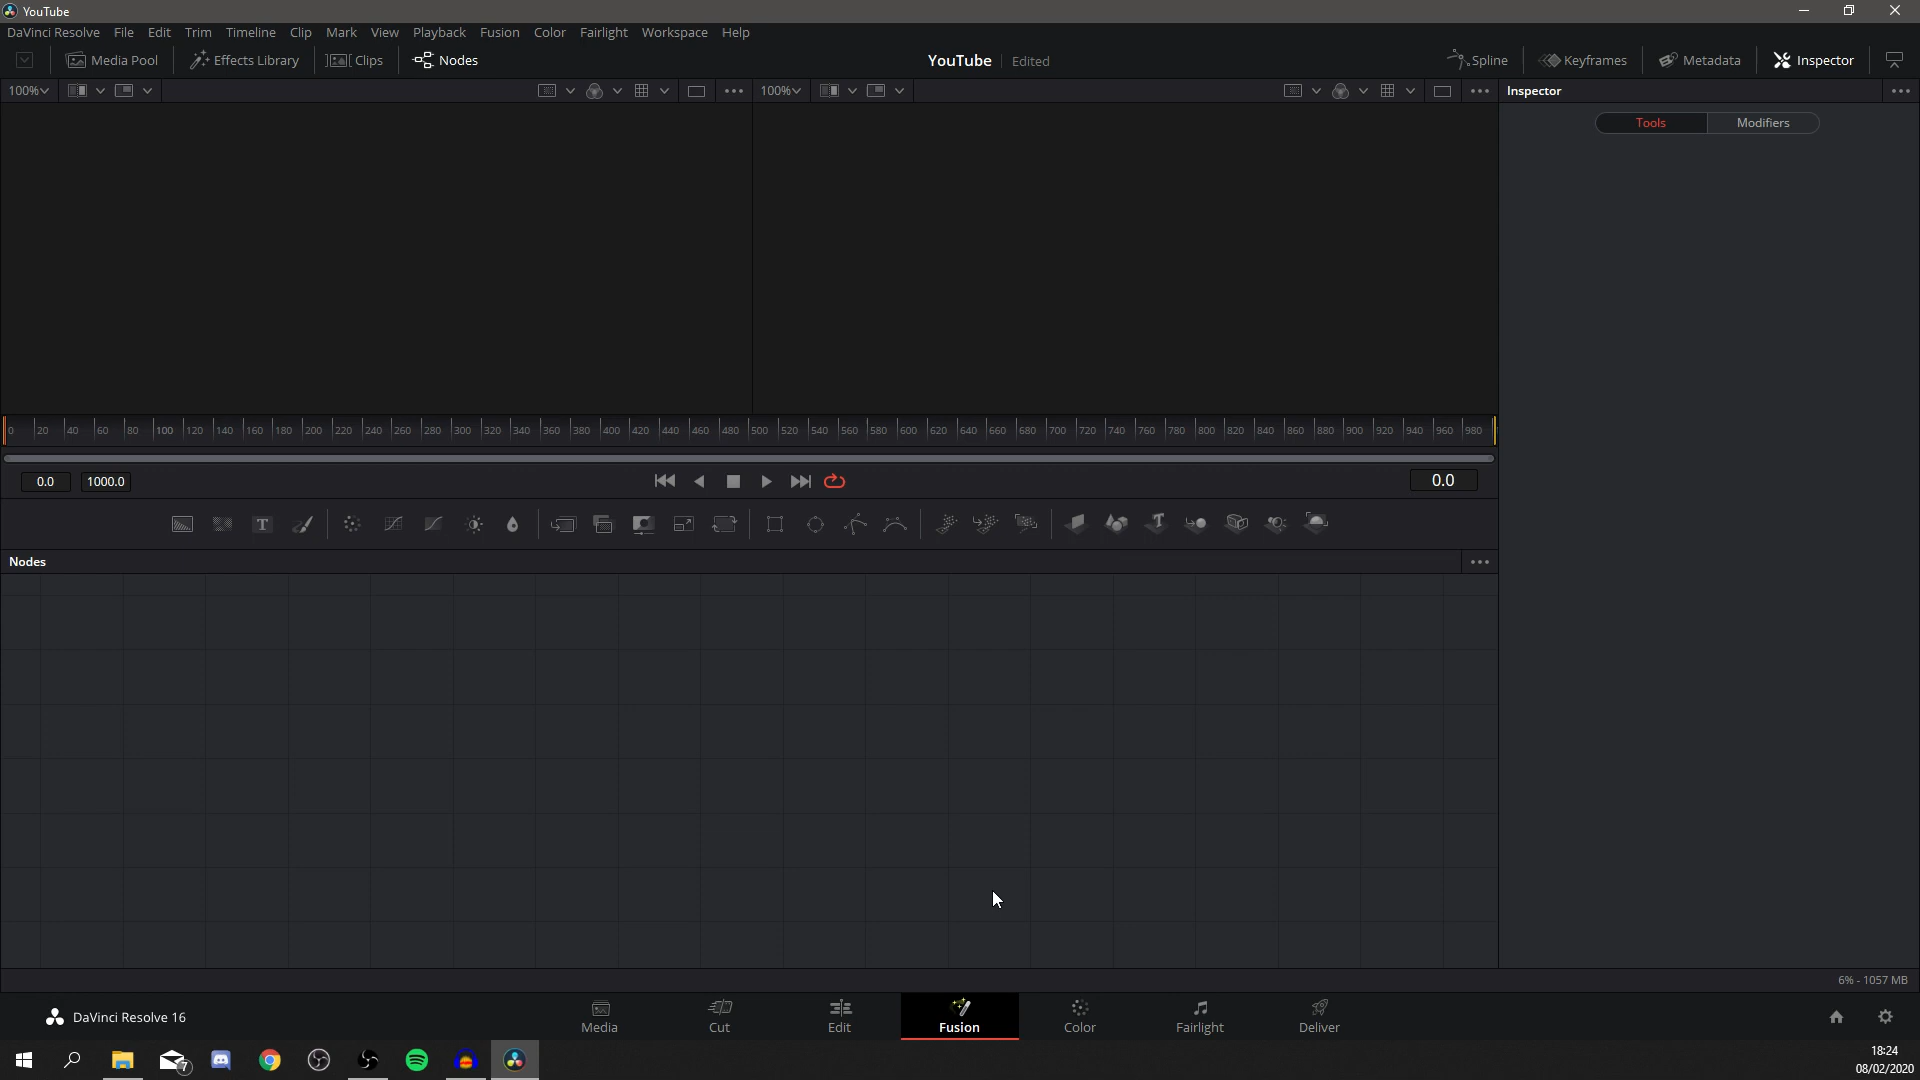 YouTube
DaVinci Resolve File Edit Trim Timeline Clip Mark View Playback Fusion Color Fairlight Workspace Help
Media Pool Effects Library Clips Nodes YouTube Edited Spline Keyframes Metadata Inspector
100% 100% Inspector
Tools Modifiers
0 20 40 60 80 100 120 140 160 180 200 220 240 260 280 300 320 340 360 380 400 420 440 460 480 500 520 540 560 580 600 620 640 660 680 700 720 740 760 780 800 820 840 860 880 900 920 940 960 980
0.0 1000.0 0.0
T T
Nodes
6% - 1057 MB
DaVinci Resolve 16 Media Cut Edit Fusion Color Fairlight Deliver
7
18:24
08/02/2020